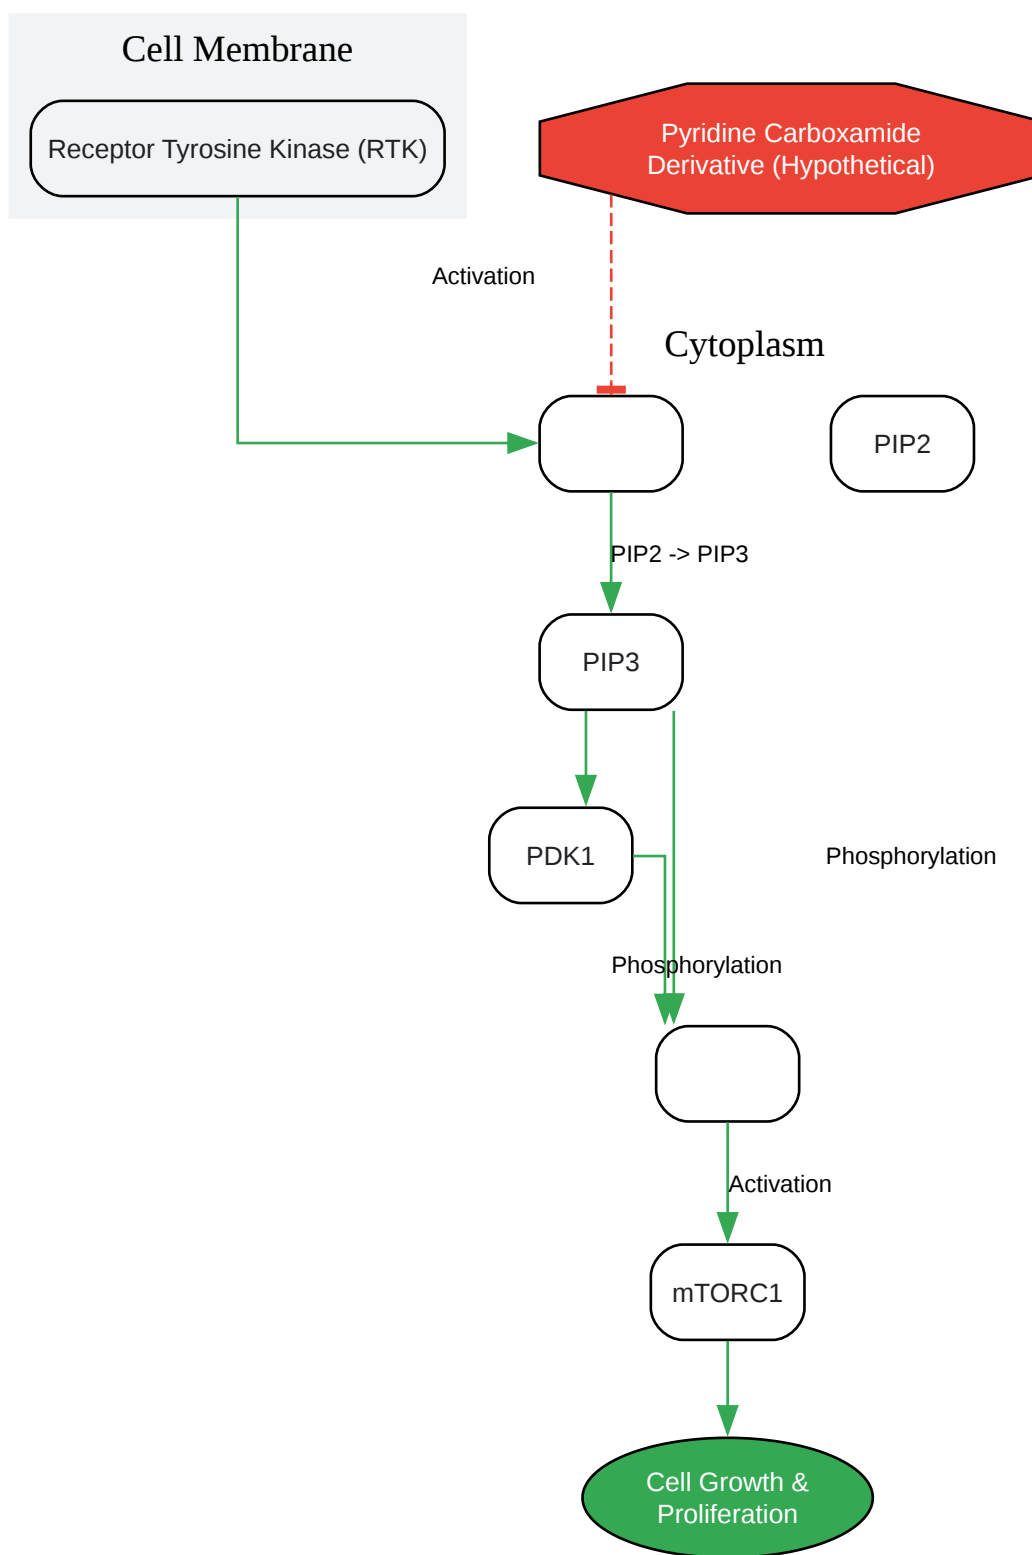 Cell Membrane
Receptor Tyrosine Kinase (RTK)
Pyridine Carboxamide
Derivative (Hypothetical)
Activation
Cytoplasm
PIP2
PIP2 -> PIP3
PIP3
PDK1
Phosphorylation
Phosphorylation
Activation
mTORC1
Cell Growth &
Proliferation